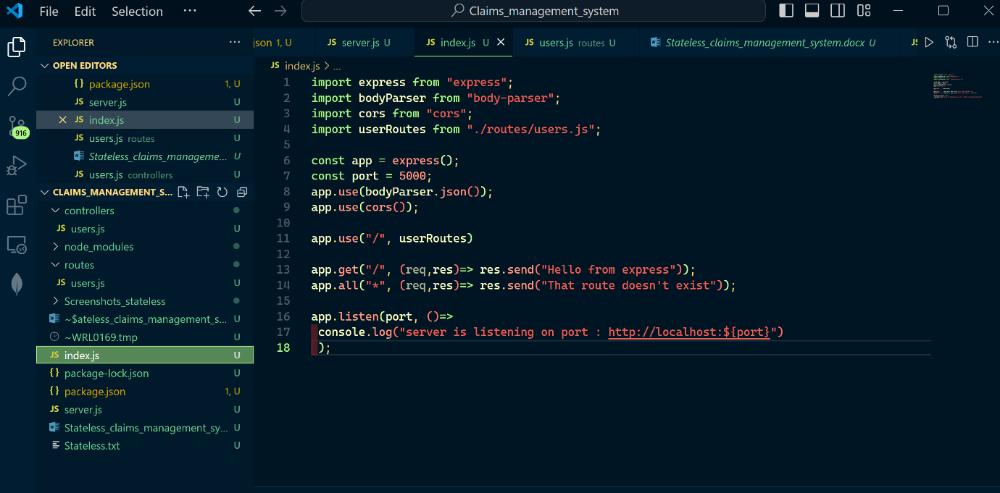 File Edit Selection ··· Claims_management_system
EXPLORER ···
OPEN EDITORS
package.json 1, U
server.js U
index.js U
users.js routes U
Stateless_claims_manageme... U
users.js controllers U
CLAIMS_MANAGEMENT_S...
controllers
JS users.js U
node_modules
routes
JS users.js U
Screenshots_stateless
~$ateless_claims_management_s... U
~WRL0169.tmp U
JS index.js U
{} package-lock.json U
{} package.json 1, U
JS server.js U
Stateless_claims_management_sy... U
Stateless.txt U
916
json 1, U JS server.js U JS index.js U JS users.js routes U Stateless_claims_management_system.docx U
JS index.js > ...
1 import express from "express";
2 import bodyParser from "body-parser";
3 import cors from "cors";
4 import userRoutes from "./routes/users.js";
5
6 const app = express();
7 const port = 5000;
8 app.use(bodyParser.json());
9 app.use(cors());
10
11 app.use("/", userRoutes)
12
13 app.get("/", (req,res)=> res.send("Hello from express"));
14 app.all("*", (req,res)=> res.send("That route doesn't exist"));
15
16 app.listen(port, ()=>
17 console.log("server is listening on port : http://localhost:${port}")
18 );